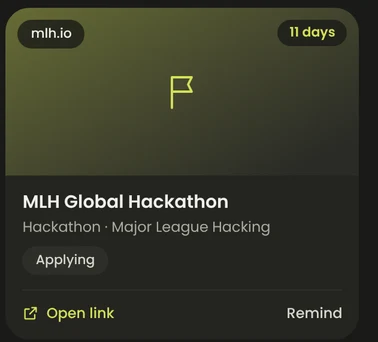 mlh.io
11 days
MLH Global Hackathon
Hackathon · Major League Hacking
Applying
Open link
Remind